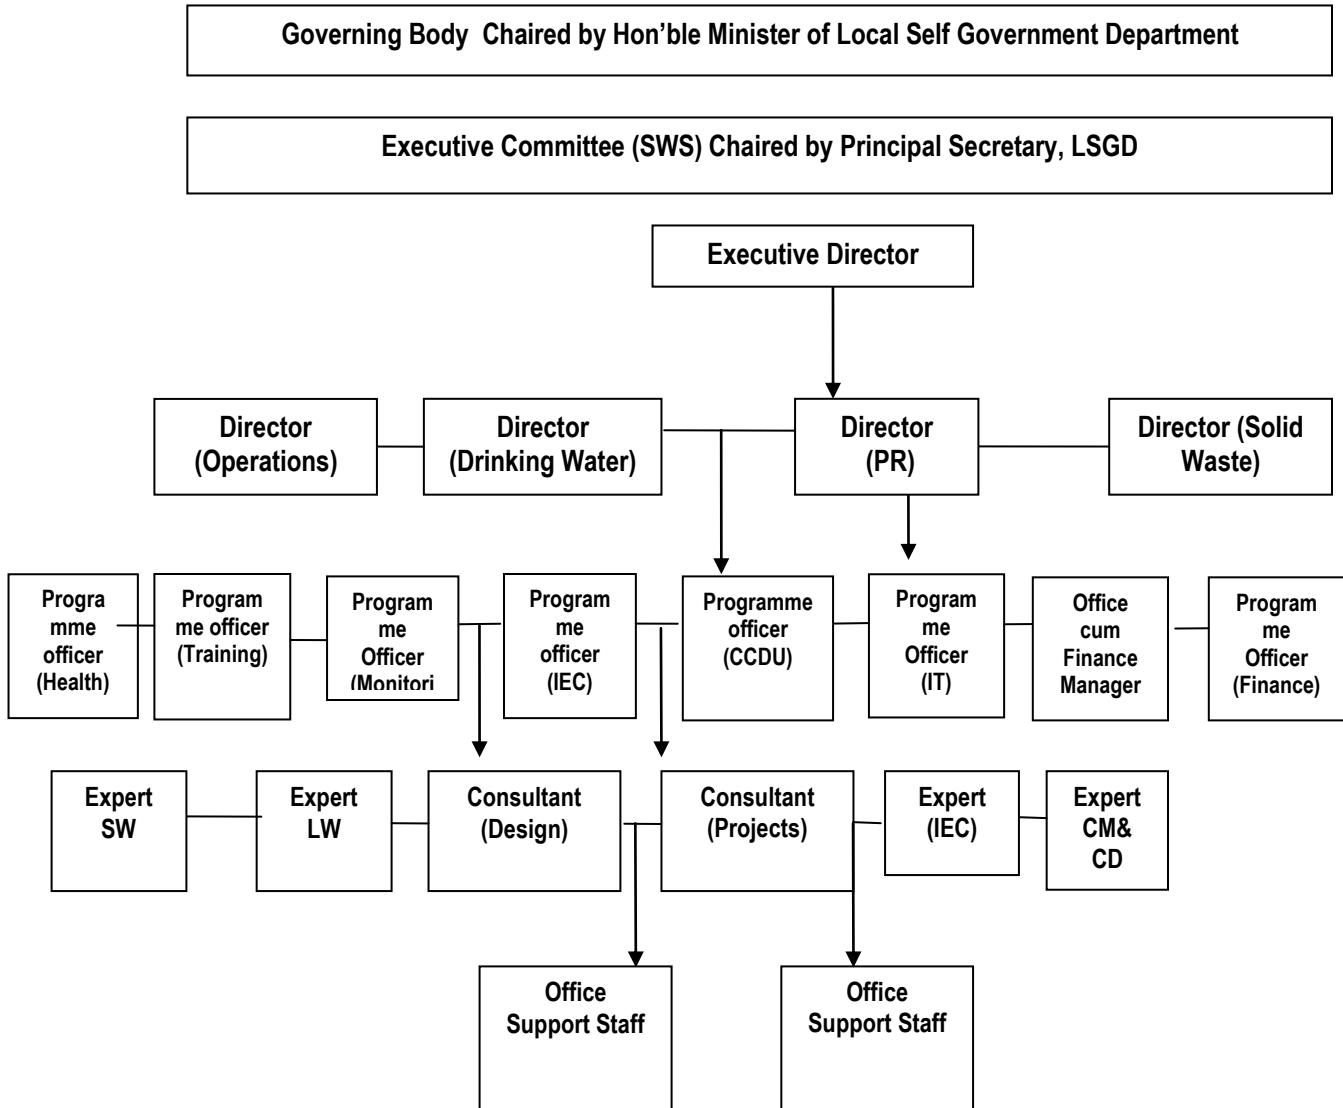 Governing Body Chaired by Hon’ble Minister of Local Self Government Department
Executive Committee (SWS) Chaired by Principal Secretary, LSGD
Executive Director
Director
(Operations)
Director
(Drinking Water)
Director
(PR)
Director (Solid
Waste)
Progra
mme
officer
(Health)
Program
me officer
(Training)
Program
me
Officer
(Monitori
Program
me
officer
(IEC)
Programme
officer
(CCDU)
Program
me
Officer
(IT)
Office
cum
Finance
Manager
Program
me
Officer
(Finance)
Expert
SW
Expert
LW
Consultant
(Design)
Consultant
(Projects)
Expert
(IEC)
Expert
CM&
CD
Office
Support Staff
Office
Support Staff